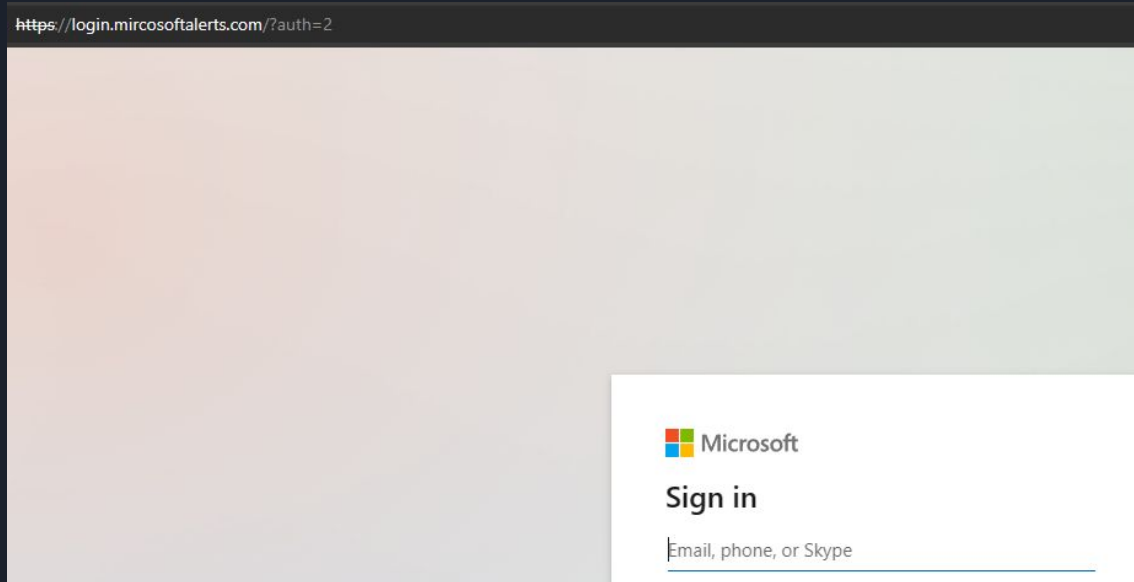 https://login.mircosoftalerts.com/?auth=2
Microsoft
Sign in
Email, phone, or Skype